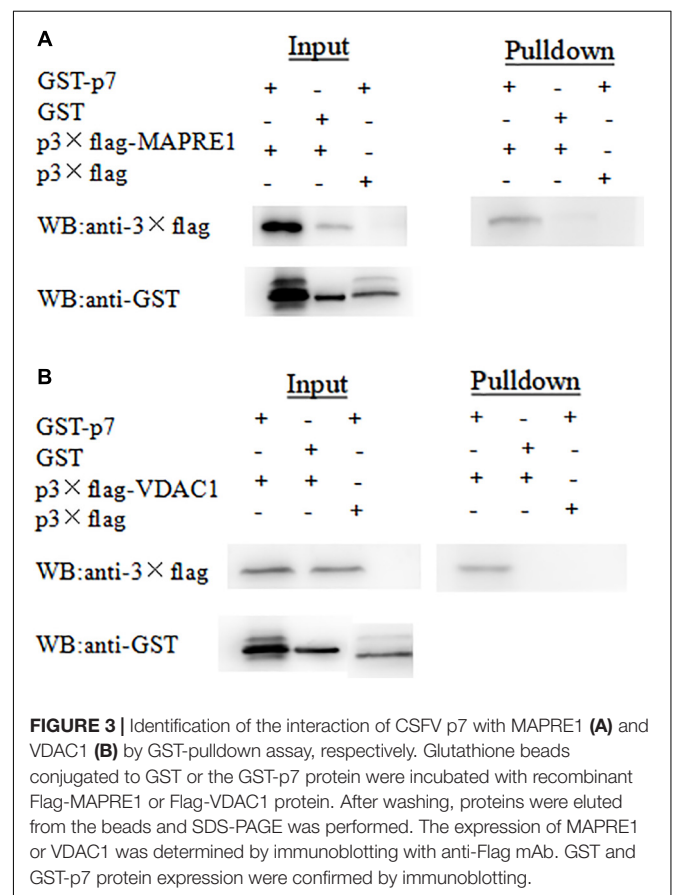 A
Input Pulldown
GST-p7 + - + + - +
GST - + - - + -
p3×flag-MAPRE1 + + - + + -
p3×flag - - + - - +
WB:anti-3×flag
WB:anti-GST
B
Input Pulldown
GST-p7 + - + + - +
GST - + - - + -
p3×flag-VDAC1 + + - + + -
p3×flag - - + - - +
WB:anti-3×flag
WB:anti-GST
FIGURE 3 | Identification of the interaction of CSFV p7 with MAPRE1 (A) and
VDAC1 (B) by GST-pulldown assay, respectively. Glutathione beads
conjugated to GST or the GST-p7 protein were incubated with recombinant
Flag-MAPRE1 or Flag-VDAC1 protein. After washing, proteins were eluted
from the beads and SDS-PAGE was performed. The expression of MAPRE1
or VDAC1 was determined by immunoblotting with anti-Flag mAb. GST and
GST-p7 protein expression were confirmed by immunoblotting.